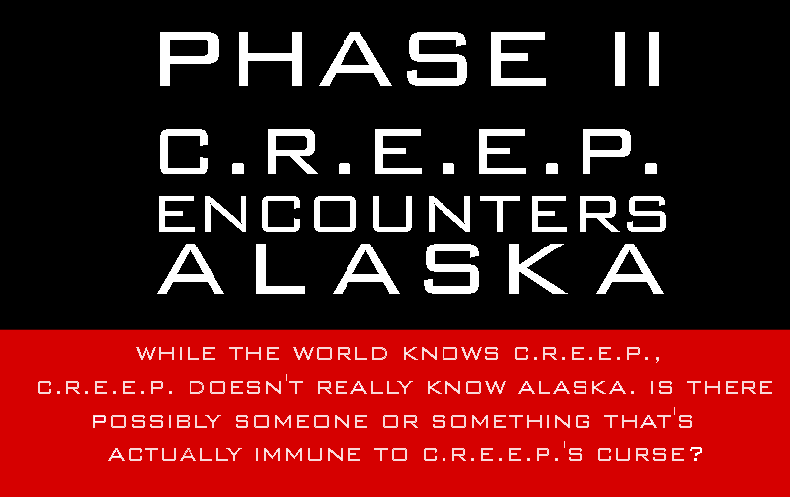 PHASE II
C.R.E.E.P.
ENCOUNTERS
ALASKA
WHILE THE WORLD KNOWS C.R.E.E.P.,
C.R.E.E.P. DOESN'T REALLY KNOW ALASKA. IS THERE
POSSIBLY SOMEONE OR SOMETHING THAT'S
ACTUALLY IMMUNE TO C.R.E.E.P.'S CURSE?